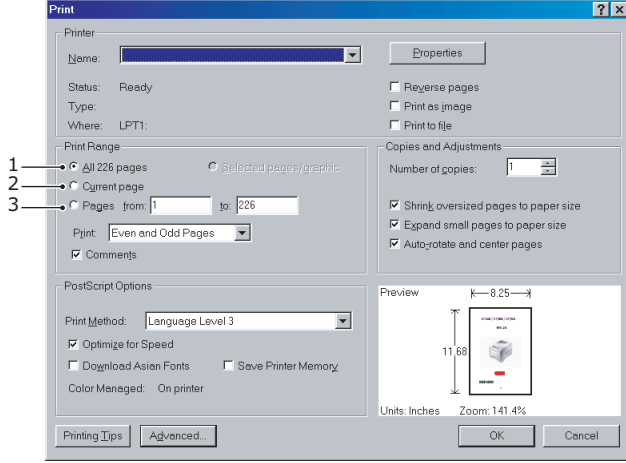 Print
Printer
Name:
Properties
Status: Ready
Reverse pages
Type:
Print as image
Where: LPT1:
Print to file
Print Range
Copies and Adjustments
1
All 226 pages
Selected pages/graphic
Number of copies: 1
2
Current page
3
Pages from: 1 to: 226
Shrink oversized pages to paper size
Print: Even and Odd Pages
Expand small pages to paper size
Comments
Auto-rotate and center pages
PostScript Options
Preview
8.25
Print Method: Language Level 3
Optimize for Speed
11.68
Download Asian Fonts
Save Printer Memory
Color Managed: On printer
Units: Inches Zoom: 141.4%
Printing Tips
Advanced...
OK
Cancel